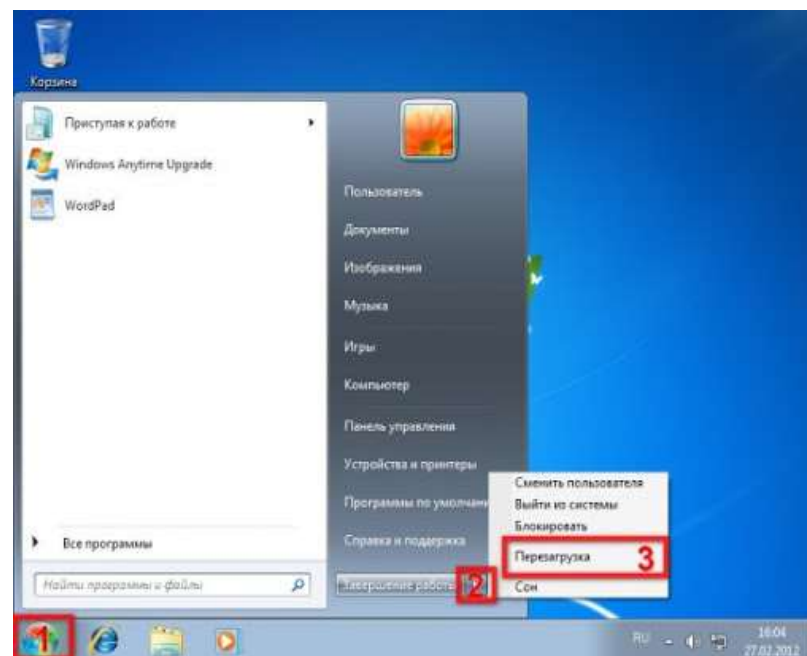 Корзина
Приступая к работе
Windows Anytime Upgrade
WordPad
Все программы
Найти программы и файлы
Пользователь
Документы
Изображения
Музыка
Игры
Компьютер
Панель управления
Устройства и принтеры
Программы по умолчани
Справка и поддержка
Завершение работы
2
Сменить пользователя
Выйти из системы
Блокировать
Перезагрузка
3
Сон
1
RU
16:04
27.02.2012